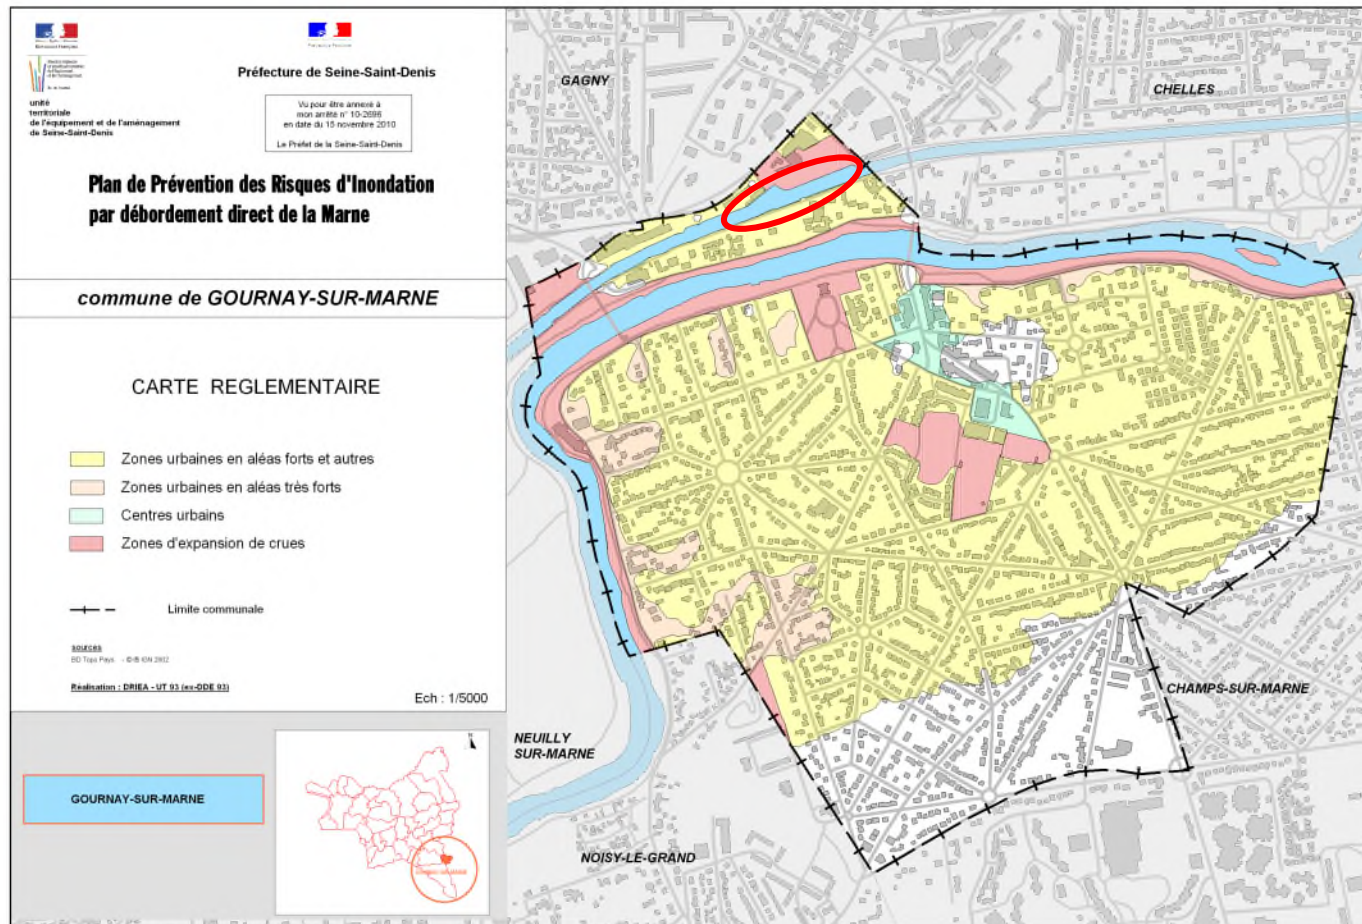 Préfecture de Seine-Saint-Denis
unité
territoriale
de l'équipement et de l'aménagement
de Seine-Saint-Denis
Vu pour être annexé à
mon arrêté n° 10-2696
en date du 15 novembre 2010
Le Préfet de la Seine-Saint-Denis
Plan de Prévention des Risques d'Inondation
par débordement direct de la Marne
commune de GOURNAY-SUR-MARNE
CARTE REGLEMENTAIRE
Zones urbaines en aléas forts et autres
Zones urbaines en aléas très forts
Centres urbains
Zones d'expansion de crues
Limite communale
SOURCES
BD Topo Pays. - © ® IGN 2002
Réalisation : DRIEA - UT 93 (ex-DDE 93)
Ech : 1/5000
GOURNAY-SUR-MARNE
N
GAGNY
CHELLES
CHAMPS-SUR-MARNE
NEUILLY
SUR-MARNE
NOISY-LE-GRAND